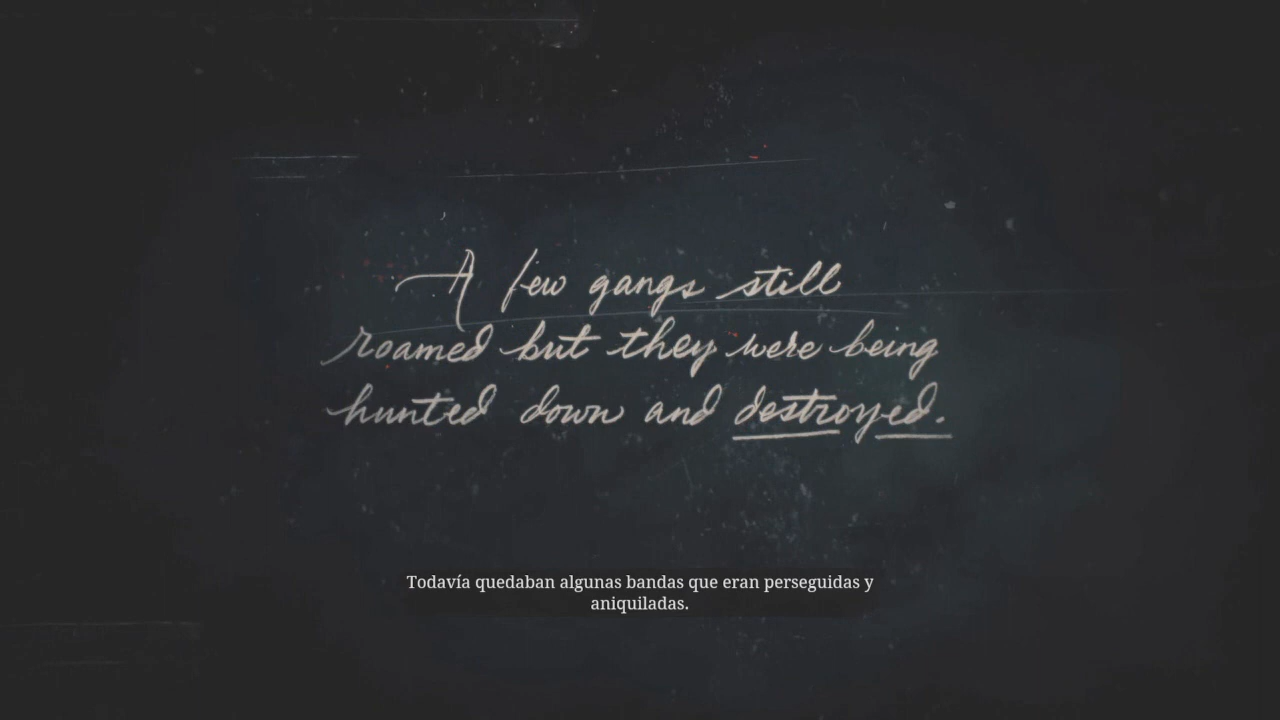 A few gangs still
roamed but they were being
hunted down and destroyed.
Todavía quedaban algunas bandas que eran perseguidas y
aniquiladas.